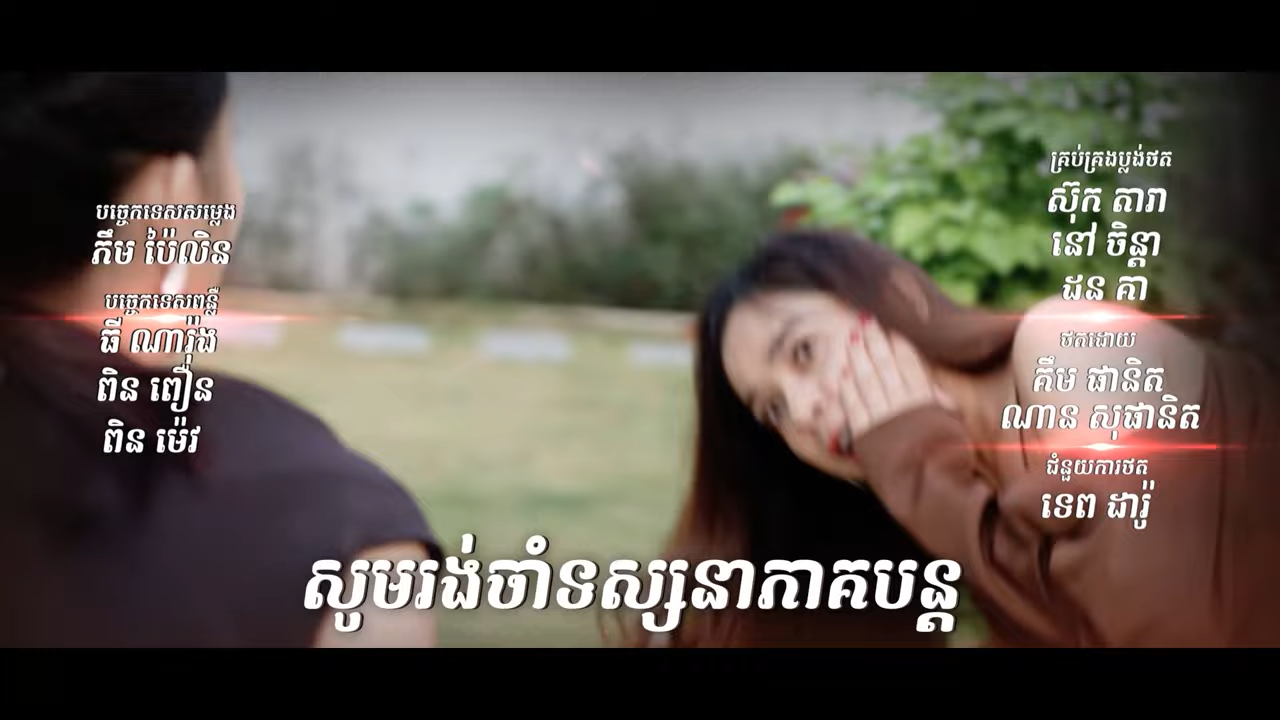 បច្ចេកទេសសម្លេង
ភឹម ប៉ៃលិន
បច្ចេកទេសពន្លឺ
ធី ណារ៉ុង
ពិន ពឿន
ពិន ម៉េវ
គ្រប់គ្រងប្លង់ថត
ស៊ុក តារា
នៅ ចិន្តា
ដន គា
ថតដោយ
គឹម ផានិត
ណាន សុផានិត
ជំនួយការថត
ទេព ដារ៉ូ
សូមរង់ចាំទស្សនាភាគបន្ត